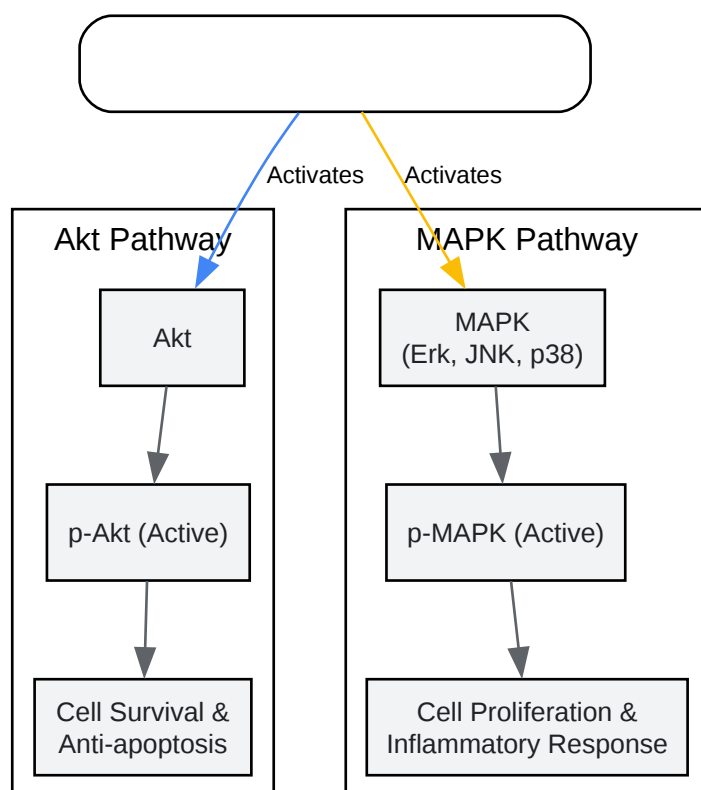 Activates
Activates
Akt Pathway
MAPK Pathway
Akt
MAPK
(Erk, JNK, p38)
p-Akt (Active)
p-MAPK (Active)
Cell Survival &
Anti-apoptosis
Cell Proliferation &
Inflammatory Response